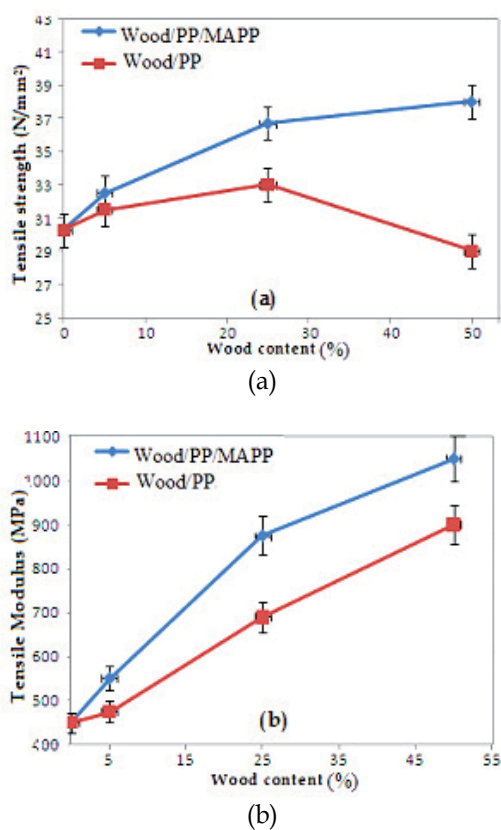 43
41
39
37
35
33
31
29
27
25
Tensile strength (N/mm²)
Wood/PP/MAPP
Wood/PP
(a)
0 10 20 30 40 50
Wood content (%)
(a)
1100
1000
900
800
700
600
500
400
Tensile Modulus (MPa)
Wood/PP/MAPP
Wood/PP
(b)
5 15 25 35 45 55
Wood content (%)
(b)